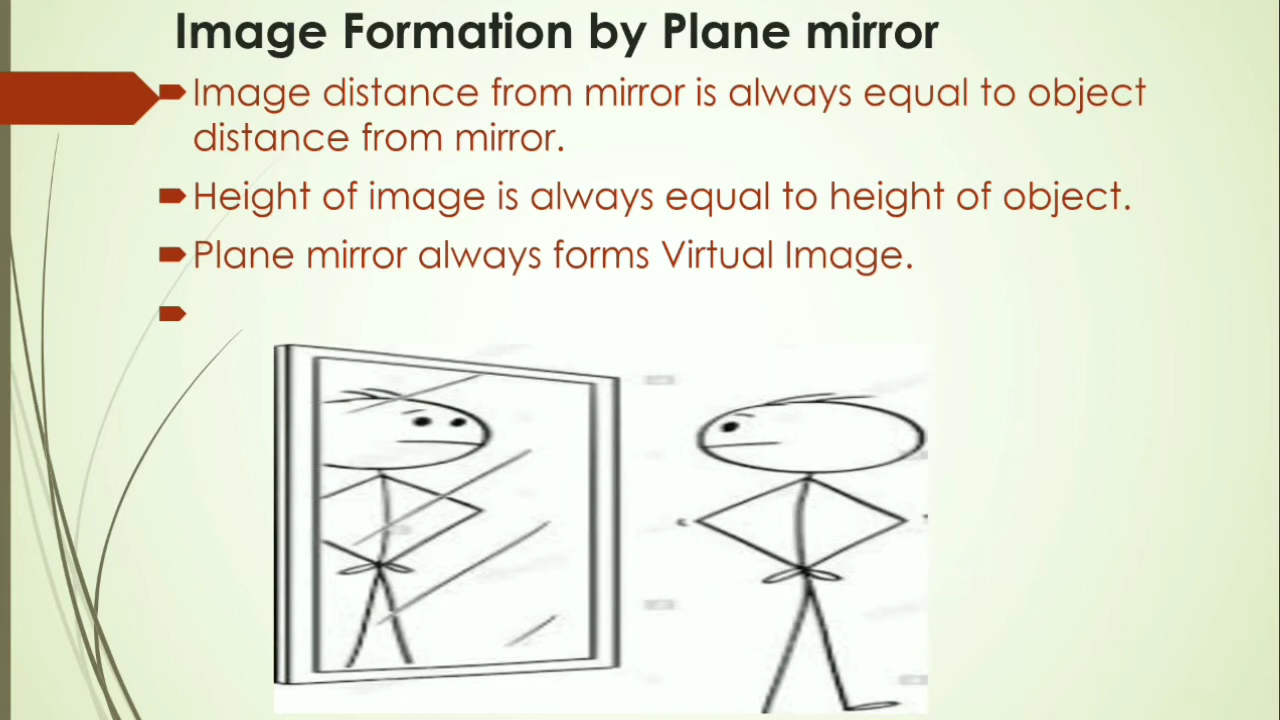 Image Formation by Plane mirror
Image distance from mirror is always equal to object
distance from mirror.
Height of image is always equal to height of object.
Plane mirror always forms Virtual Image.